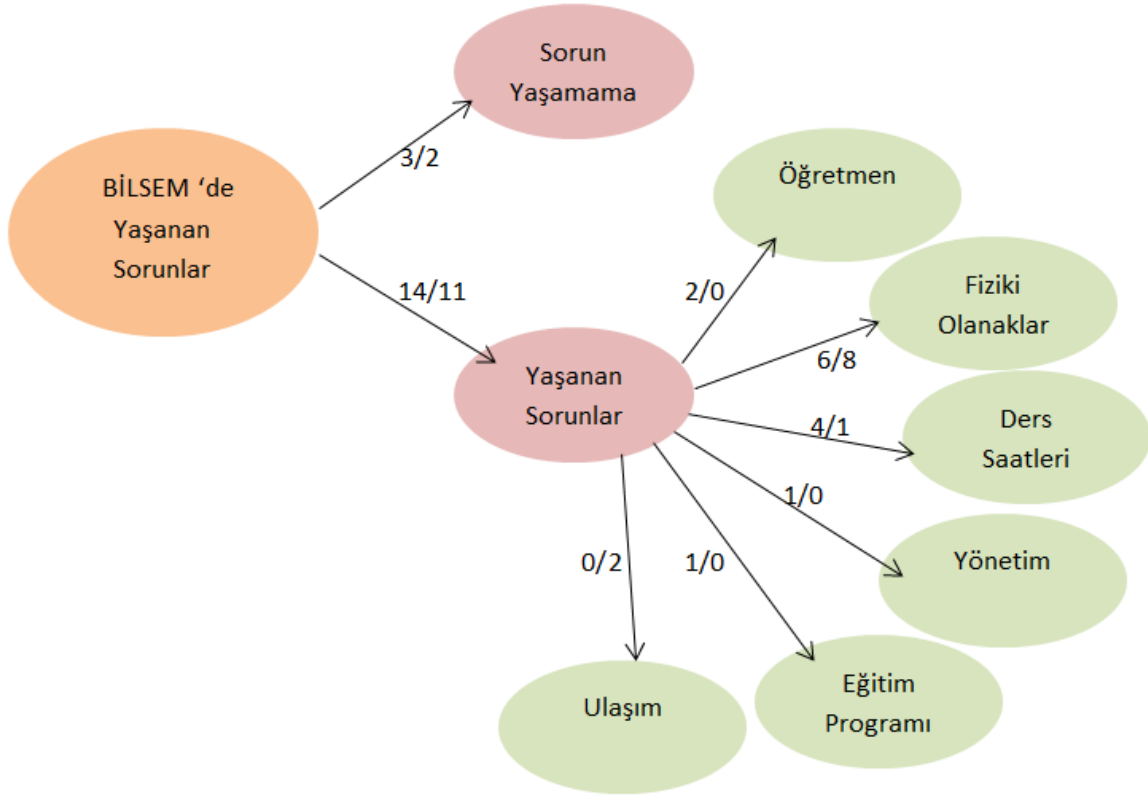 Sorun
Yaşamama
BİLSEM ‘de
Yaşanan
Sorunlar
3/2
14/11
Yaşanan
Sorunlar
Öğretmen
2/0
Fiziki
Olanaklar
6/8
Ders
Saatleri
4/1
Yönetim
1/0
Eğitim
Programı
1/0
Ulaşım
0/2